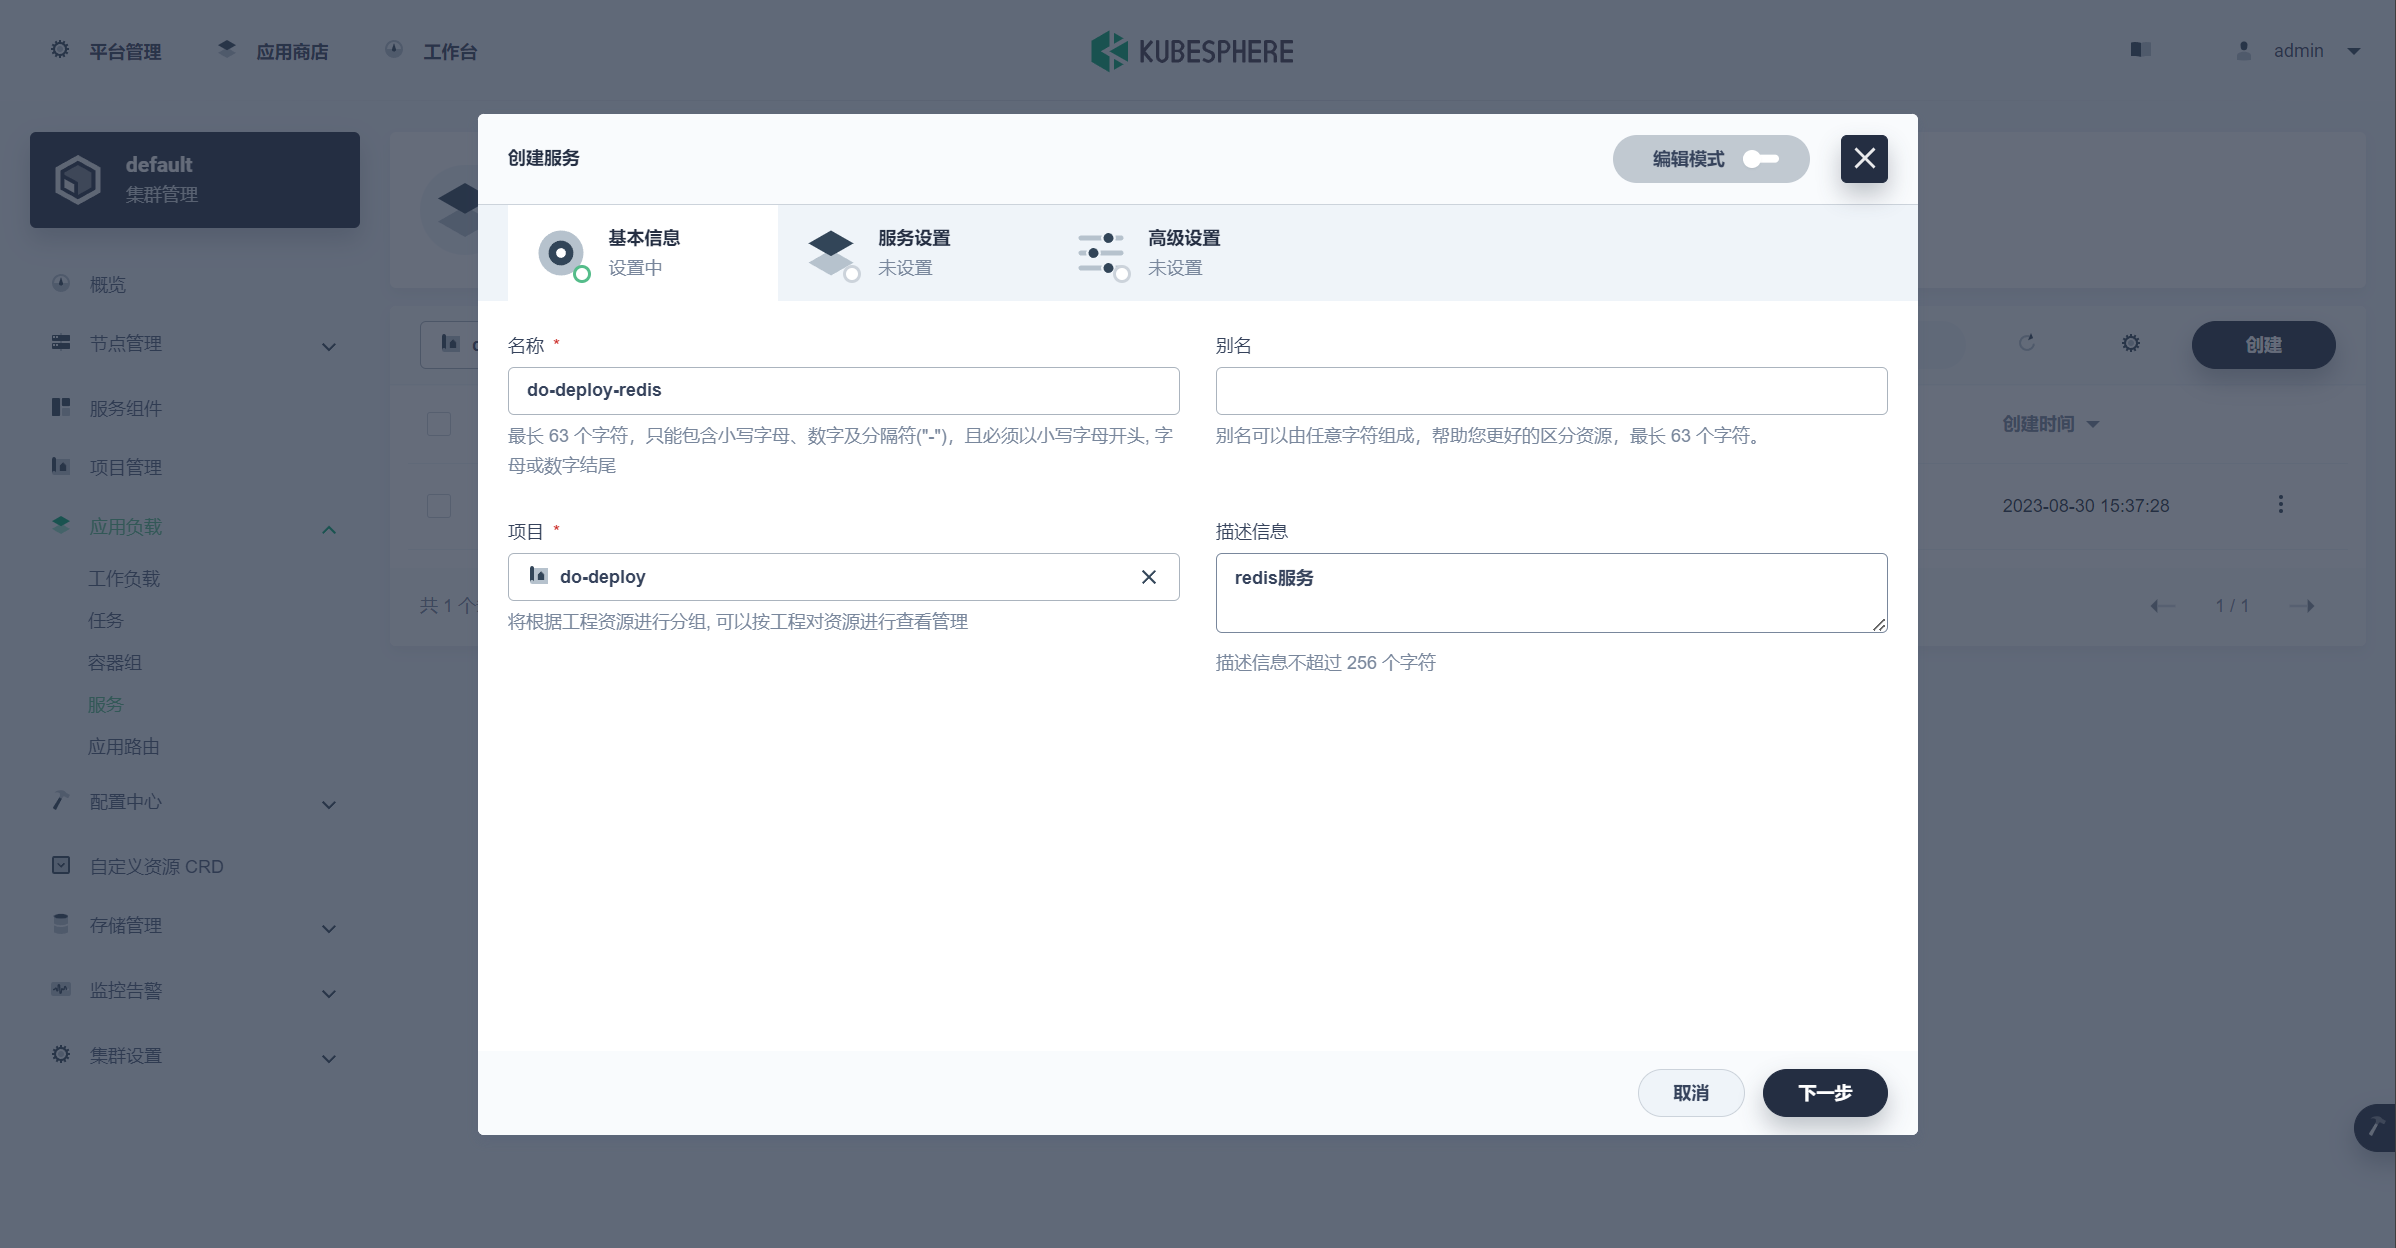 平台管理
应用商店
工作台
KUBESPHERE
admin
default
集群管理
概览
节点管理
服务组件
项目管理
应用负载
工作负载
任务
容器组
服务
应用路由
配置中心
自定义资源 CRD
存储管理
监控告警
集群设置
创建服务
编辑模式
基本信息
设置中
服务设置
未设置
高级设置
未设置
名称 *
do-deploy-redis
最长 63 个字符，只能包含小写字母、数字及分隔符("-")，且必须以小写字母开头, 字
母或数字结尾
别名
别名可以由任意字符组成，帮助您更好的区分资源，最长 63 个字符。
项目 *
do-deploy
将根据工程资源进行分组, 可以按工程对资源进行查看管理
描述信息
redis服务
描述信息不超过 256 个字符
取消
下一步
创建
创建时间
2023-08-30 15:37:28
共 1 个
1 / 1